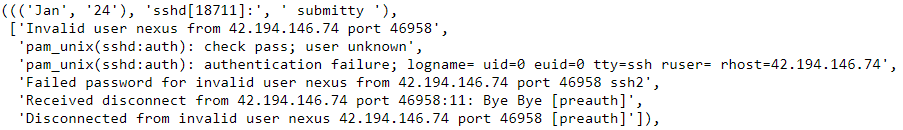 ((('Jan', '24'), 'sshd[18711]:', ' submitty '),
['Invalid user nexus from 42.194.146.74 port 46958',
'pam_unix(sshd:auth): check pass; user unknown',
'pam_unix(sshd:auth): authentication failure; logname= uid=0 euid=0 tty=ssh ruser= rhost=42.194.146.74',
'Failed password for invalid user nexus from 42.194.146.74 port 46958 ssh2',
'Received disconnect from 42.194.146.74 port 46958:11: Bye Bye [preauth]',
'Disconnected from invalid user nexus 42.194.146.74 port 46958 [preauth]']),